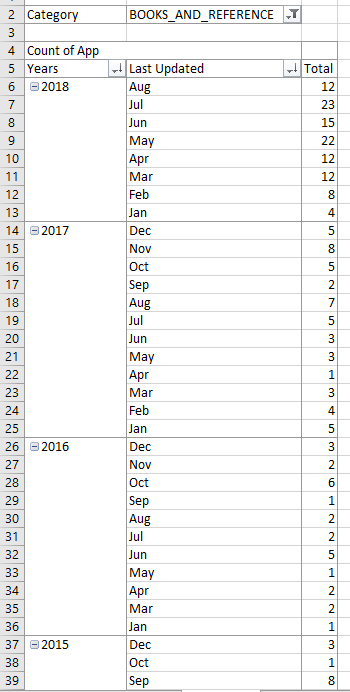 2 Category BOOKS_AND_REFERENCE
3
4 Count of App
5 Years Last Updated Total
6 2018 Aug 12
7 Jul 23
8 Jun 15
9 May 22
10 Apr 12
11 Mar 12
12 Feb 8
13 Jan 4
14 2017 Dec 5
15 Nov 8
16 Oct 5
17 Sep 2
18 Aug 7
19 Jul 5
20 Jun 3
21 May 3
22 Apr 1
23 Mar 3
24 Feb 4
25 Jan 5
26 2016 Dec 3
27 Nov 2
28 Oct 6
29 Sep 1
30 Aug 2
31 Jul 2
32 Jun 5
33 May 1
34 Apr 2
35 Mar 2
36 Jan 1
37 2015 Dec 3
38 Oct 1
39 Sep 8